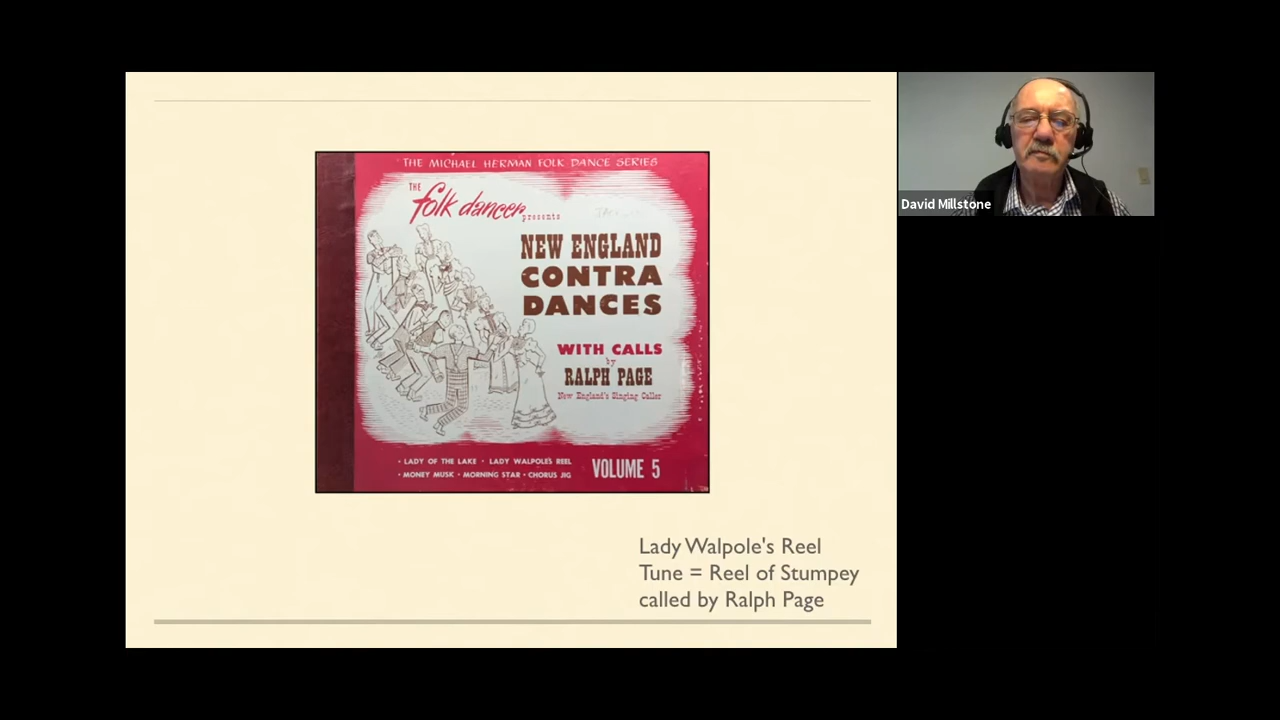 THE MICHAEL HERMAN FOLK DANCE SERIES
THE
folk dancer presents
NEW ENGLAND
CONTRA
DANCES
WITH CALLS
by
RALPH PAGE
New England's Singing Caller
• LADY OF THE LAKE • LADY WALPOLE'S REEL
• MONEY MUSK • MORNING STAR • CHORUS JIG
VOLUME 5
Lady Walpole's Reel
Tune = Reel of Stumpey
called by Ralph Page
David Millstone